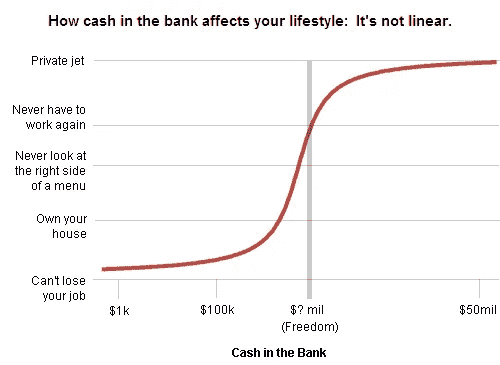 How cash in the bank affects your lifestyle:  It's not linear.
Private jet
Never have to
work again
Never look at
the right side
of a menu
Own your
house
Can't lose
your job
$1k
$100k
$? mil
(Freedom)
$50mil
Cash in the Bank